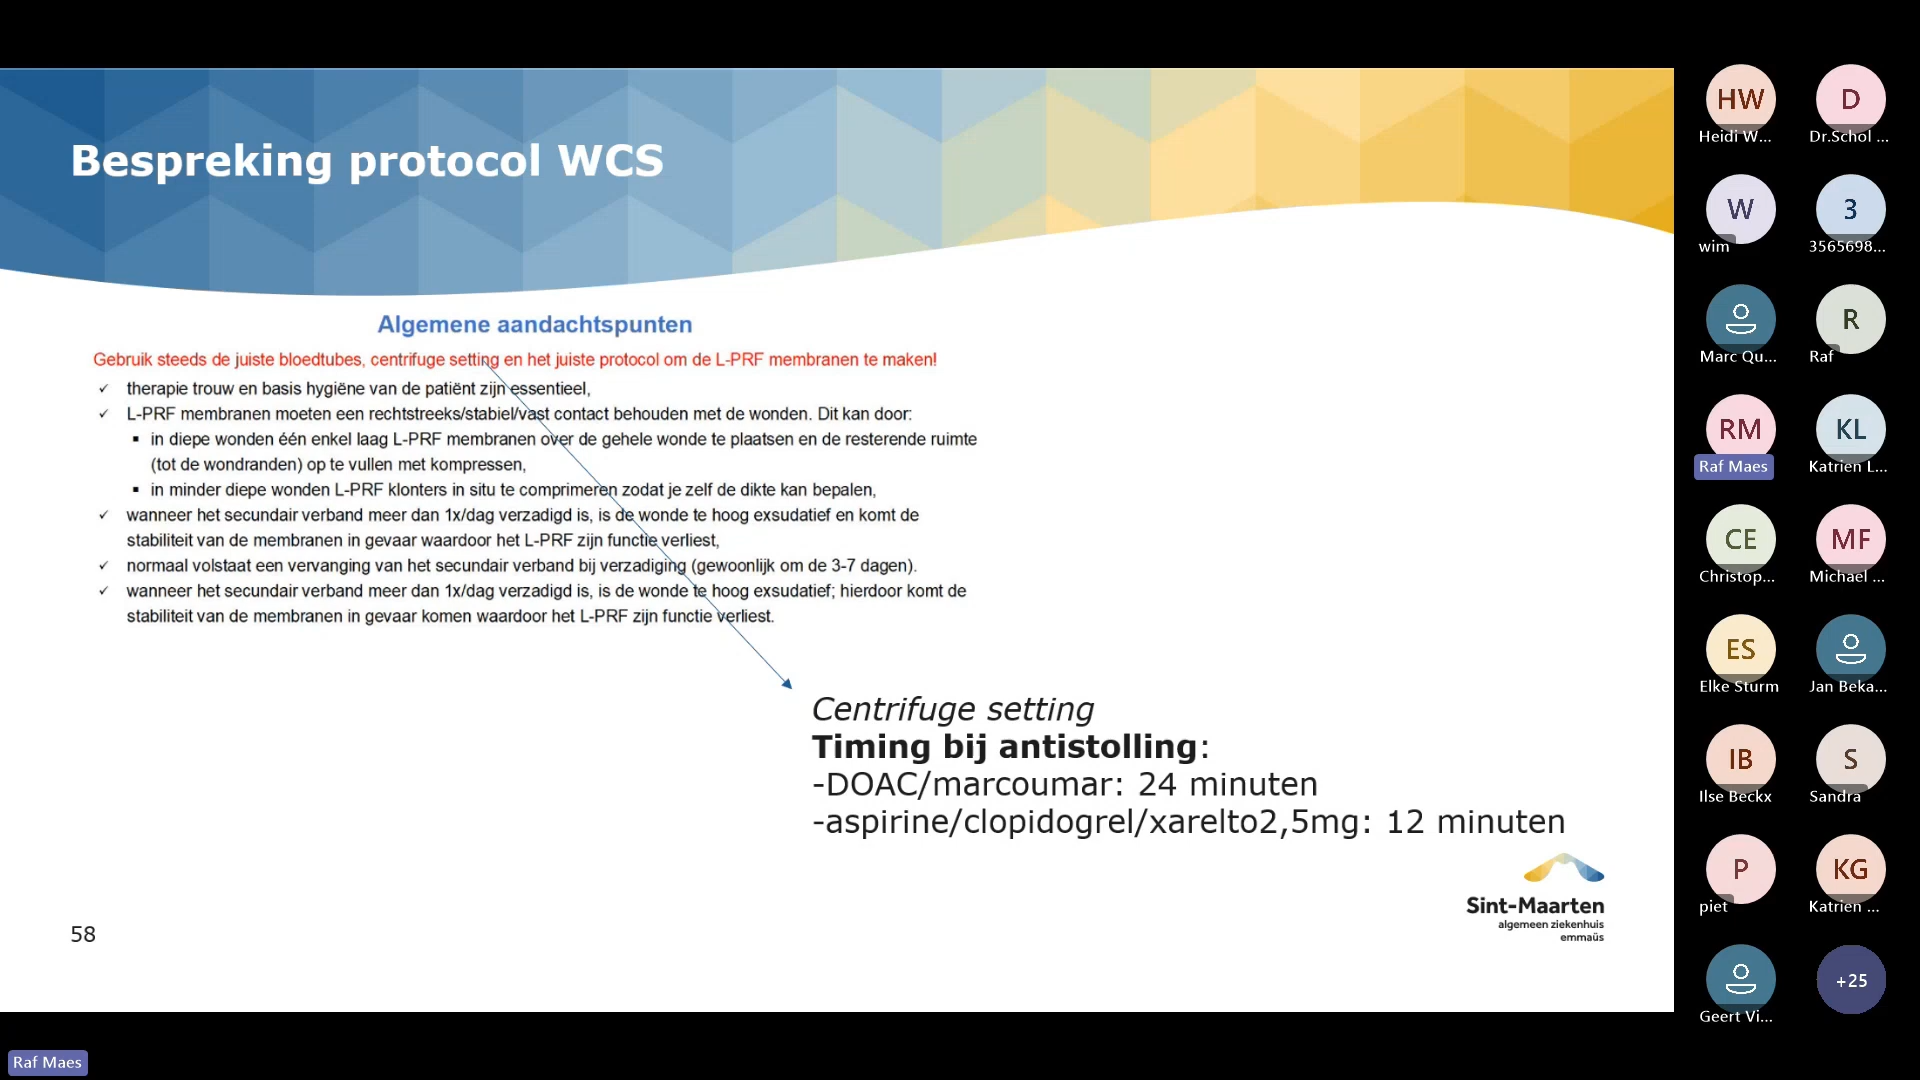 Bespreking protocol WCS
Algemene aandachtspunten
Gebruik steeds de juiste bloedtubes, centrifuge setting en het juiste protocol om de L-PRF membranen te maken!
✓ therapie trouw en basis hygiëne van de patiënt zijn essentieel,
✓ L-PRF membranen moeten een rechtstreeks/stabiel/vast contact behouden met de wonden. Dit kan door:
▪ in diepe wonden één enkel laag L-PRF membranen over de gehele wonde te plaatsen en de resterende ruimte
(tot de wondranden) op te vullen met kompressen,
▪ in minder diepe wonden L-PRF klonters in situ te comprimeren zodat je zelf de dikte kan bepalen,
✓ wanneer het secundair verband meer dan 1x/dag verzadigd is, is de wonde te hoog exsudatief en komt de
stabiliteit van de membranen in gevaar waardoor het L-PRF zijn functie verliest,
✓ normaal volstaat een vervanging van het secundair verband bij verzadiging (gewoonlijk om de 3-7 dagen).
✓ wanneer het secundair verband meer dan 1x/dag verzadigd is, is de wonde te hoog exsudatief; hierdoor komt de
stabiliteit van de membranen in gevaar komen waardoor het L-PRF zijn functie verliest.
Centrifuge setting
Timing bij antistolling:
-DOAC/marcoumar: 24 minuten
-aspirine/clopidogrel/xarelto2,5mg: 12 minuten
Sint-Maarten
algemeen ziekenhuis
emmaüs
58
Raf Maes
HW
Heidi W...
D
Dr.Schol ...
W
wim
3
3565698...
Marc Qu...
R
Raf
RM
Raf Maes
KL
Katrien L...
CE
Christop...
MF
Michael ...
ES
Elke Sturm
Jan Beka...
IB
Ilse Beckx
S
Sandra
P
piet
KG
Katrien ...
Geert Vi...
+25